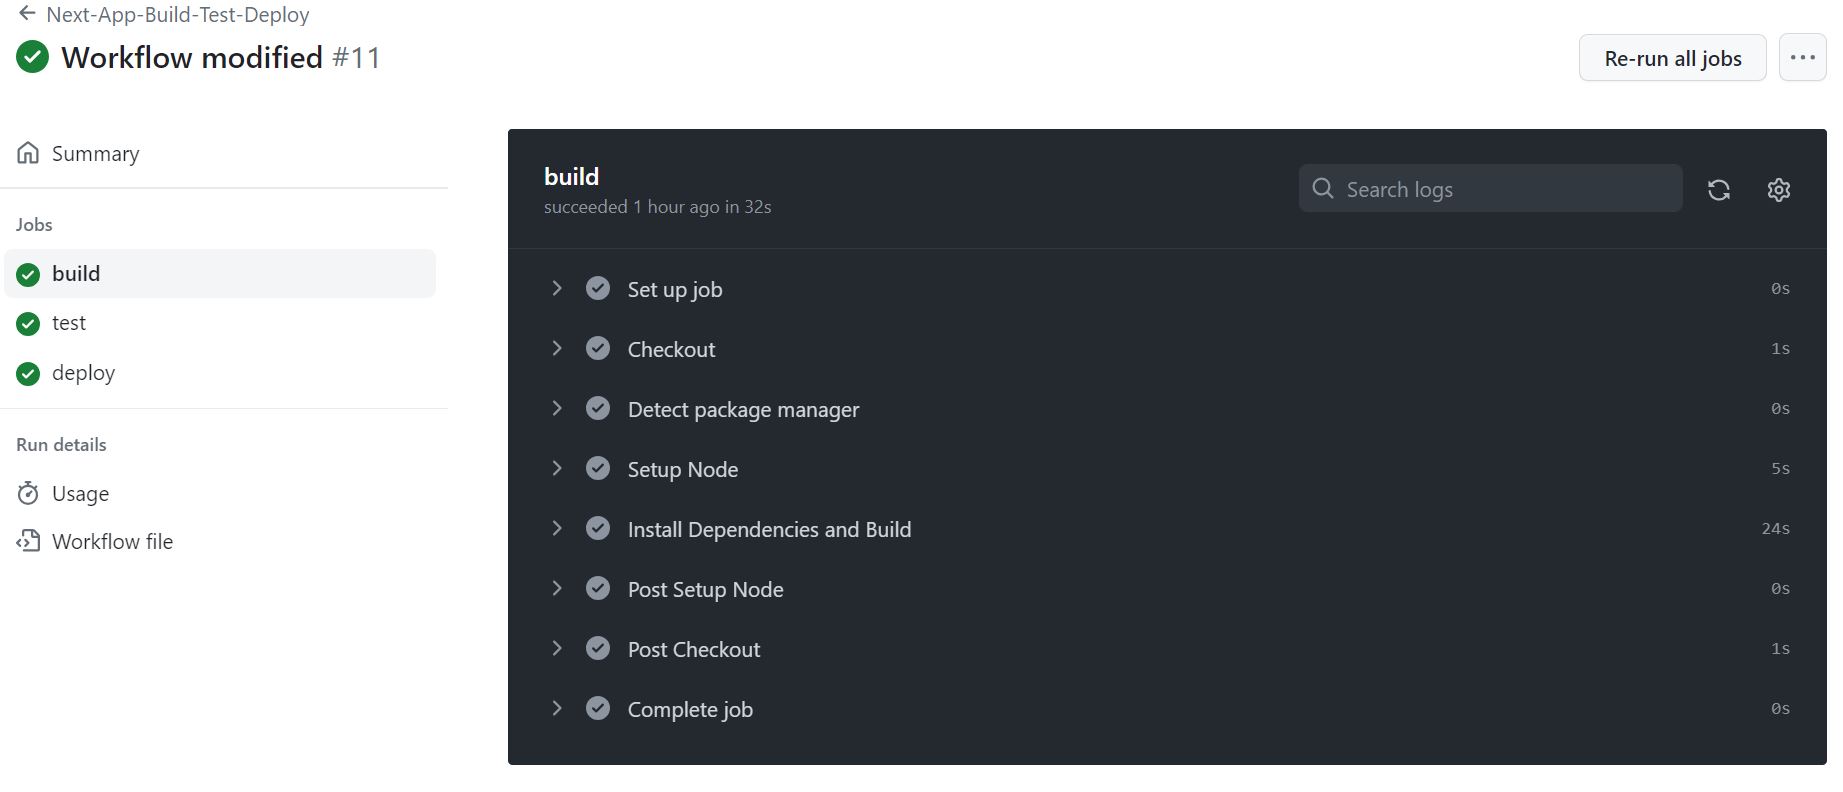 Next-App-Build-Test-Deploy
Workflow modified #11
Re-run all jobs
Summary
Jobs
build
test
deploy
Run details
Usage
Workflow file
build
succeeded 1 hour ago in 32s
Search logs
Set up job 0s
Checkout 1s
Detect package manager 0s
Setup Node 5s
Install Dependencies and Build 24s
Post Setup Node 0s
Post Checkout 1s
Complete job 0s